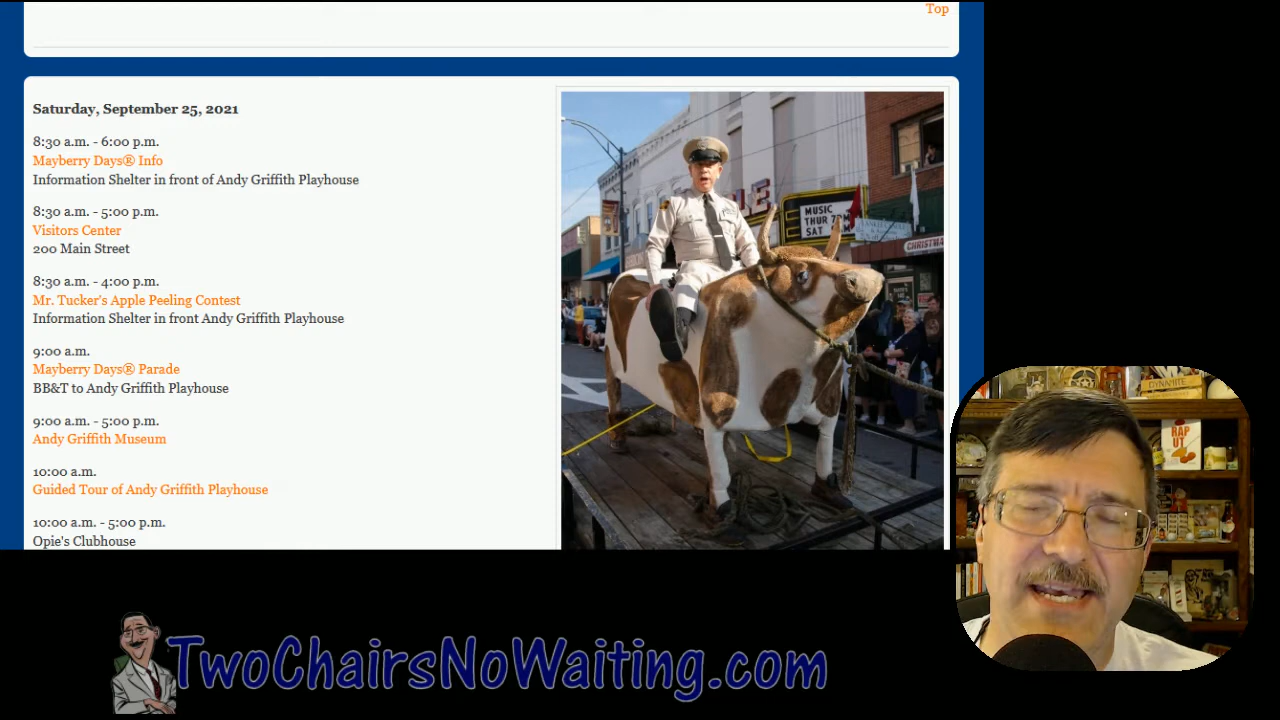 Top
Saturday, September 25, 2021
8:30 a.m. - 6:00 p.m.
Mayberry Days® Info
Information Shelter in front of Andy Griffith Playhouse
8:30 a.m. - 5:00 p.m.
Visitors Center
200 Main Street
8:30 a.m. - 4:00 p.m.
Mr. Tucker's Apple Peeling Contest
Information Shelter in front Andy Griffith Playhouse
9:00 a.m.
Mayberry Days® Parade
BB&T to Andy Griffith Playhouse
9:00 a.m. - 5:00 p.m.
Andy Griffith Museum
10:00 a.m.
Guided Tour of Andy Griffith Playhouse
10:00 a.m. - 5:00 p.m.
Opie's Clubhouse
MUSIC
THUR 7PM
SAT
CHRISTMA
DYNAMITE
RAP
UT
TwoChairsNoWaiting.com